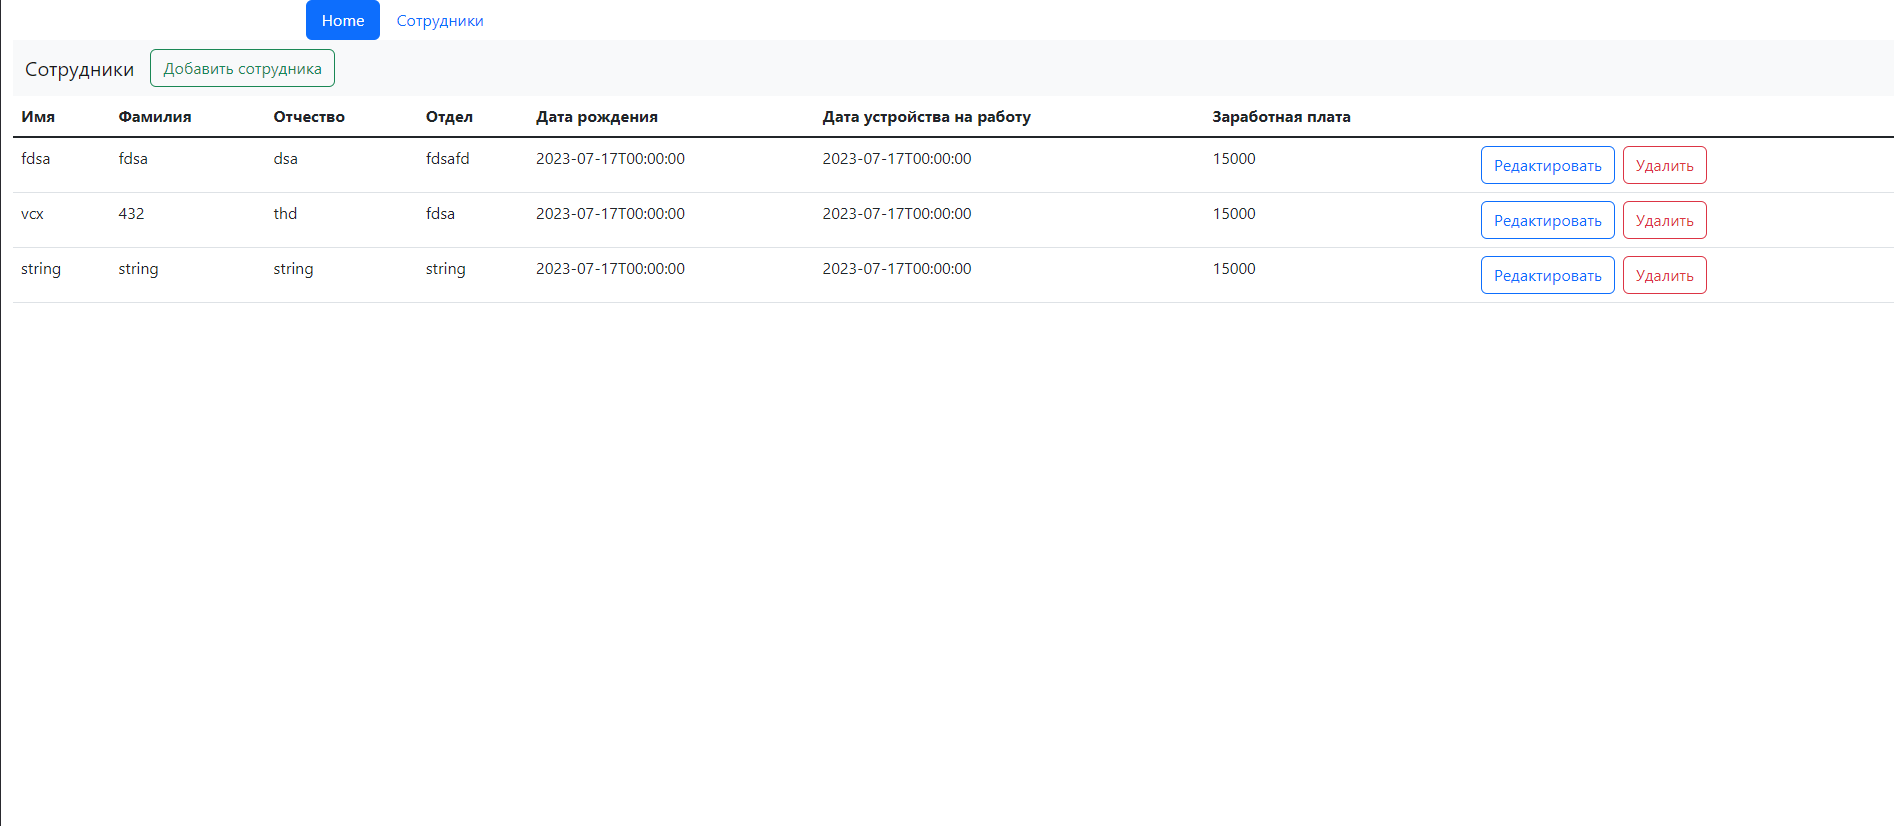 Home Сотрудники
Сотрудники Добавить сотрудника
Имя Фамилия Отчество Отдел Дата рождения Дата устройства на работу Заработная плата
fdsa fdsa dsa fdsafd 2023-07-17T00:00:00 2023-07-17T00:00:00 15000 Редактировать Удалить
vcx 432 thd fdsa 2023-07-17T00:00:00 2023-07-17T00:00:00 15000 Редактировать Удалить
string string string string 2023-07-17T00:00:00 2023-07-17T00:00:00 15000 Редактировать Удалить